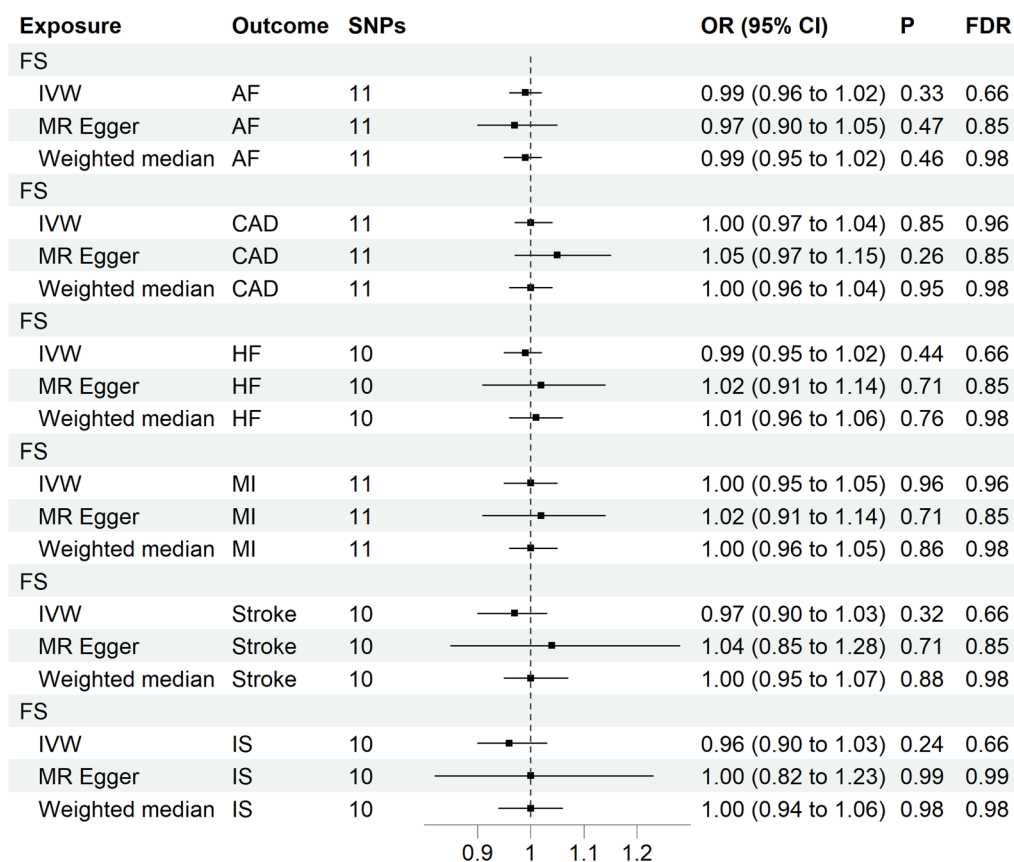 Exposure Outcome SNPs OR (95% CI) P FDR
FS
IVW AF 11 0.99 (0.96 to 1.02) 0.33 0.66
MR Egger AF 11 0.97 (0.90 to 1.05) 0.47 0.85
Weighted median AF 11 0.99 (0.95 to 1.02) 0.46 0.98
FS
IVW CAD 11 1.00 (0.97 to 1.04) 0.85 0.96
MR Egger CAD 11 1.05 (0.97 to 1.15) 0.26 0.85
Weighted median CAD 11 1.00 (0.96 to 1.04) 0.95 0.98
FS
IVW HF 10 0.99 (0.95 to 1.02) 0.44 0.66
MR Egger HF 10 1.02 (0.91 to 1.14) 0.71 0.85
Weighted median HF 10 1.01 (0.96 to 1.06) 0.76 0.98
FS
IVW MI 11 1.00 (0.95 to 1.05) 0.96 0.96
MR Egger MI 11 1.02 (0.91 to 1.14) 0.71 0.85
Weighted median MI 11 1.00 (0.96 to 1.05) 0.86 0.98
FS
IVW Stroke 10 0.97 (0.90 to 1.03) 0.32 0.66
MR Egger Stroke 10 1.04 (0.85 to 1.28) 0.71 0.85
Weighted median Stroke 10 1.00 (0.95 to 1.07) 0.88 0.98
FS
IVW IS 10 0.96 (0.90 to 1.03) 0.24 0.66
MR Egger IS 10 1.00 (0.82 to 1.23) 0.99 0.99
Weighted median IS 10 1.00 (0.94 to 1.06) 0.98 0.98
0.9 1 1.1 1.2